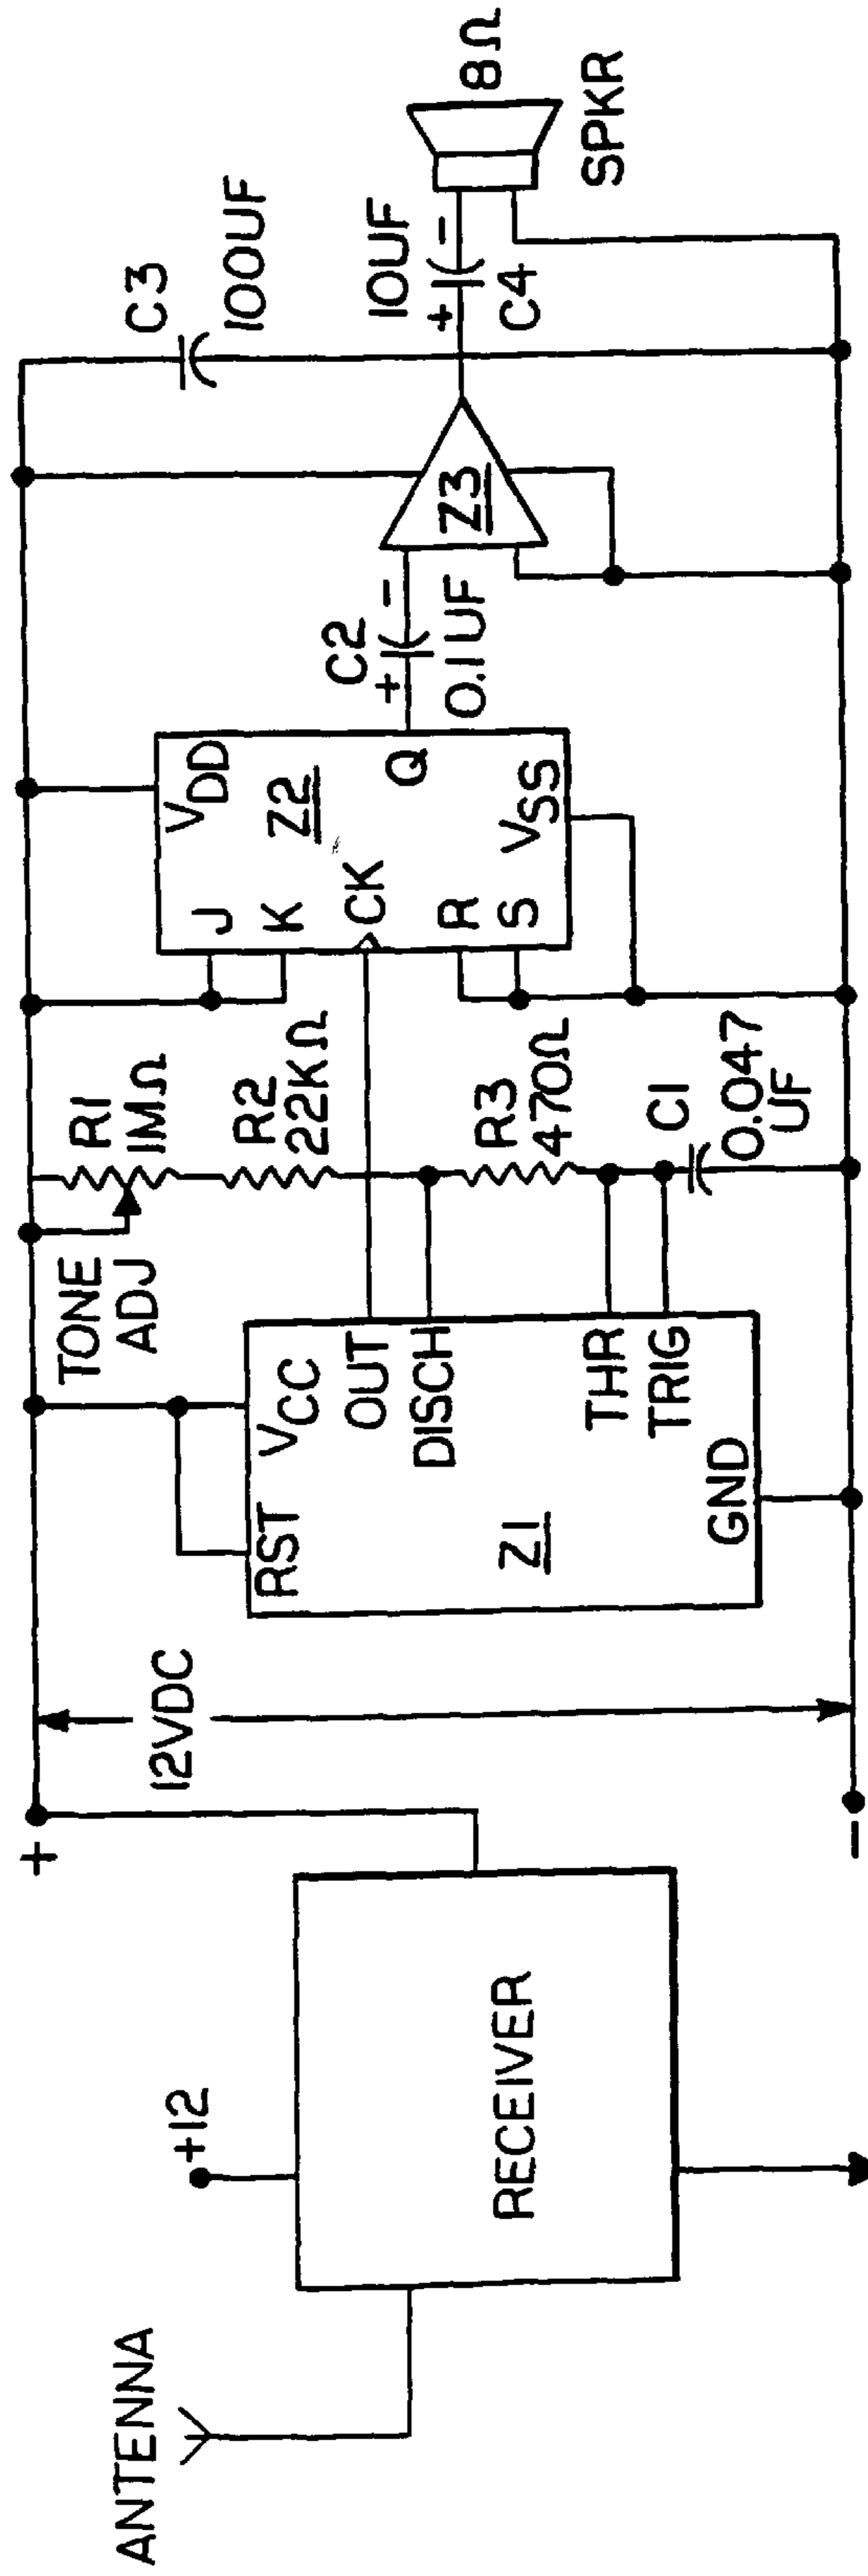 ANTENNA
+12
RECEIVER
+
12VDC
-
RST
VCC
OUT
DISCH
THR
TRIG
GND
Z1
TONE
ADJ
R1
1MΩ
R2
22KΩ
R3
470Ω
C1
0.047
UF
J
K
CK
R
S
VDD
Z2
Q
VSS
C2
+ -
0.1UF
Z3
C3
100UF
10UF
+ -
C4
8Ω
SPKR